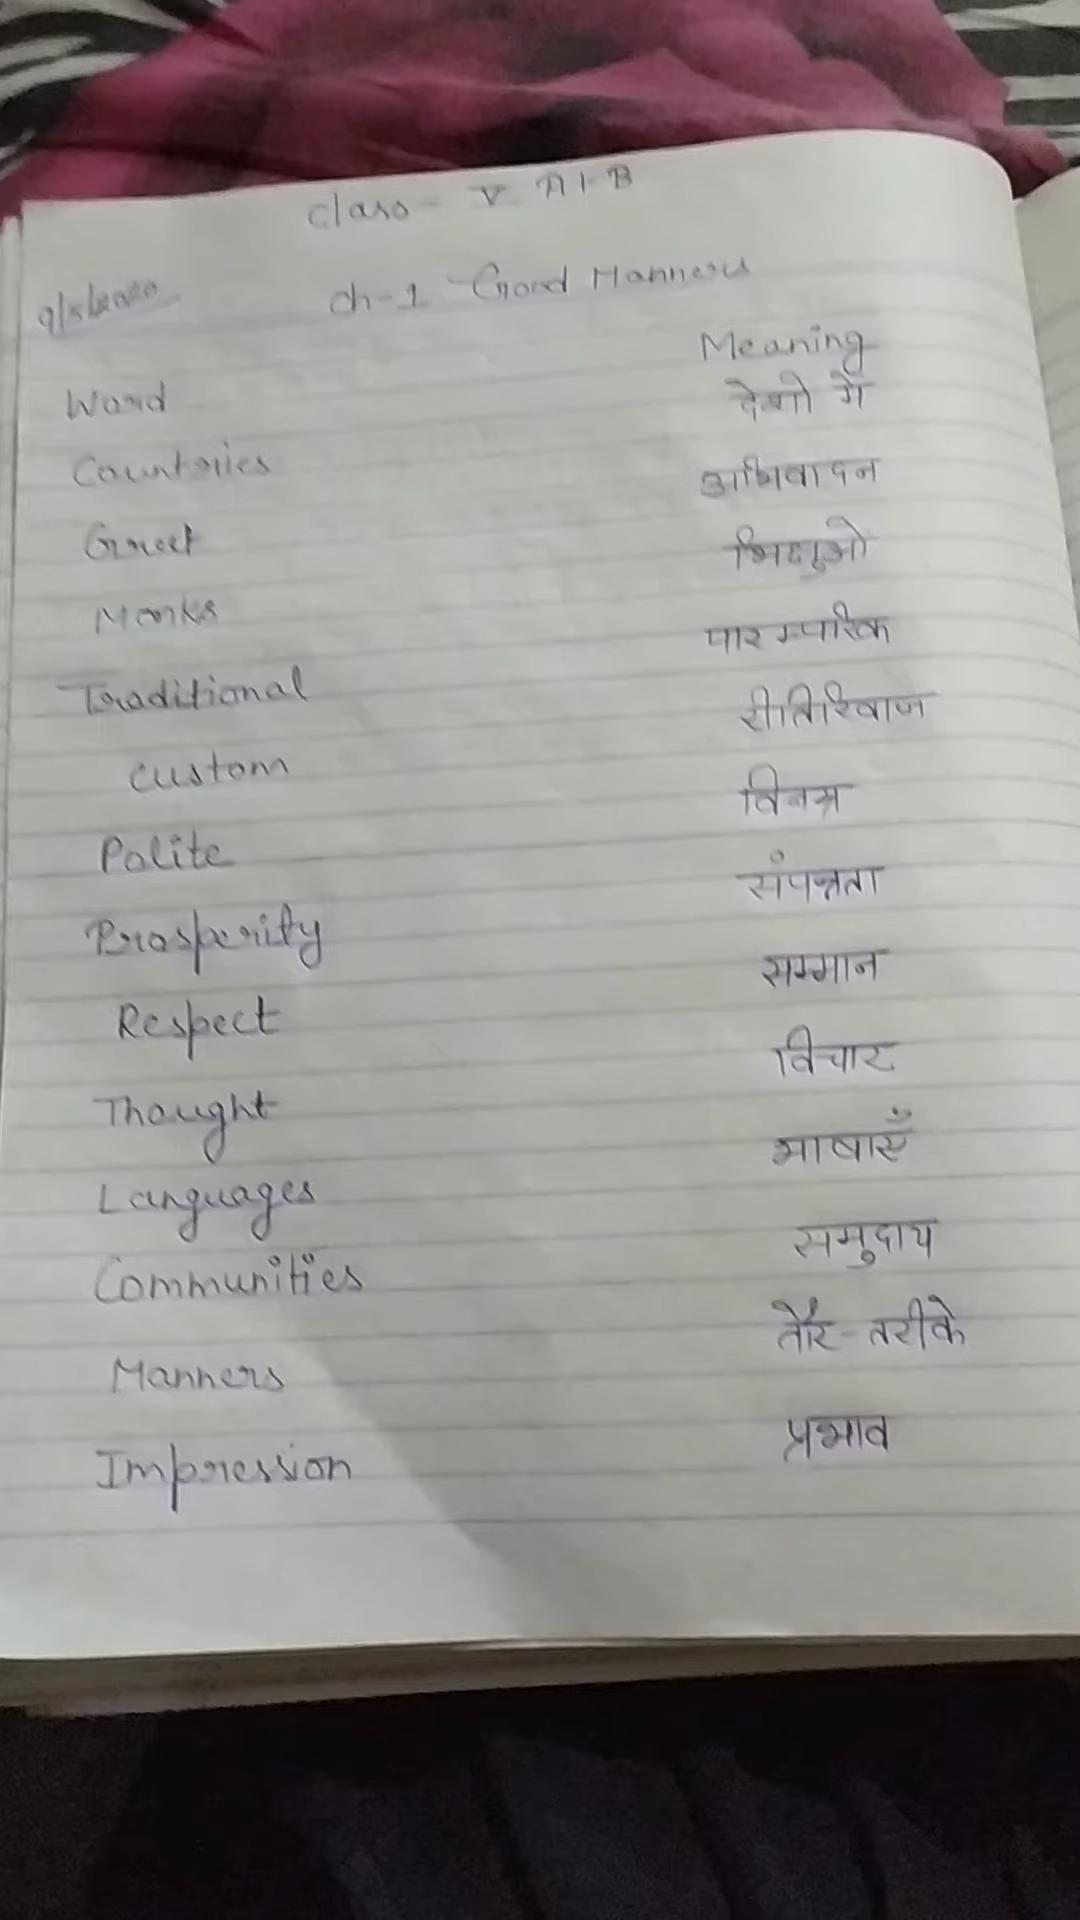 Class - V A I-B
ch-1 Good Manners
Word Meaning
Countries देशो में
Greet अभिवादन
Monks भिक्षुओ
Traditional पारम्परिक
Custom रीतिरिवाज
Polite विनम्र
Prosperity संपन्नता
Respect सम्मान
Thought विचार
Languages भाषाएँ
Communities समुदाय
Manners तौर-तरीके
Impression प्रभाव